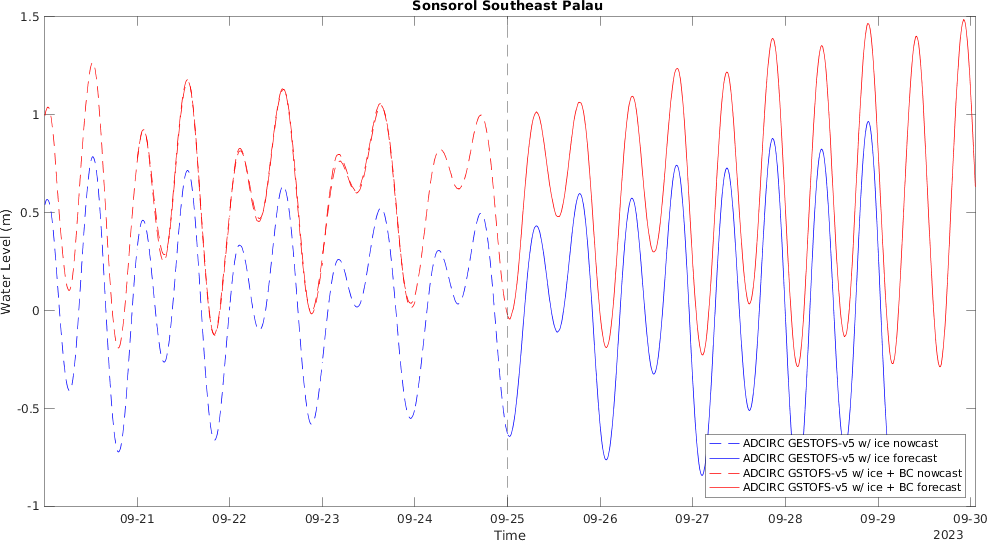 Sonsorol Southeast Palau
1.5
1
0.5
0
-0.5
-1
Water Level (m)
ADCIRC GESTOFS-v5 w/ ice nowcast
ADCIRC GESTOFS-v5 w/ ice forecast
ADCIRC GSTOFS-v5 w/ ice + BC nowcast
ADCIRC GSTOFS-v5 w/ ice + BC forecast
09-21 09-22 09-23 09-24 09-25 09-26 09-27 09-28 09-29 09-30
Time
2023